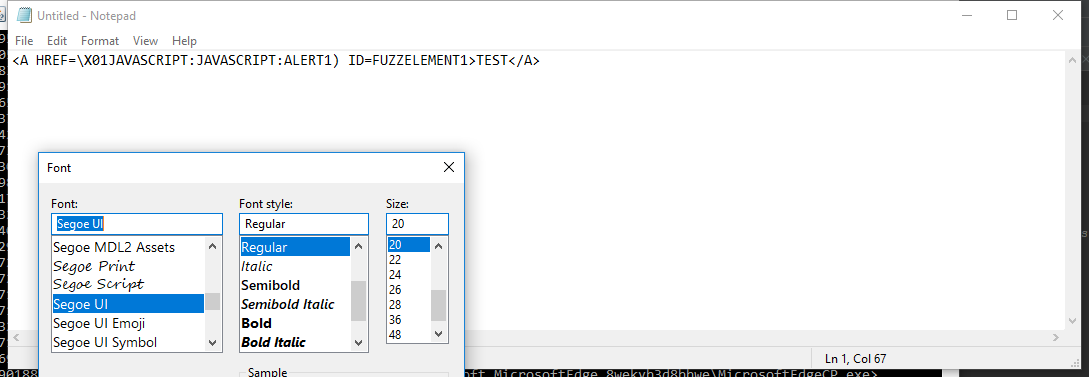 Untitled - Notepad
File Edit Format View Help
<A HREF=\X01JAVASCRIPT:JAVASCRIPT:ALERT1) ID=FUZZELEMENT1>TEST</A>
Font
Font: Font style: Size:
Segoe UI Regular 20
Segoe MDL2 Assets Regular 20
Segoe Print Italic 22
Segoe Script Semibold 24
Segoe UI Semibold Italic 26
Segoe UI Emoji Bold 28
Segoe UI Symbol Bold Italic 36
48
Ln 1, Col 67
Sample
90188 soft.MicrosoftEdge_8wekyb3d8bbwe\MicrosoftEdgeCP.exe>